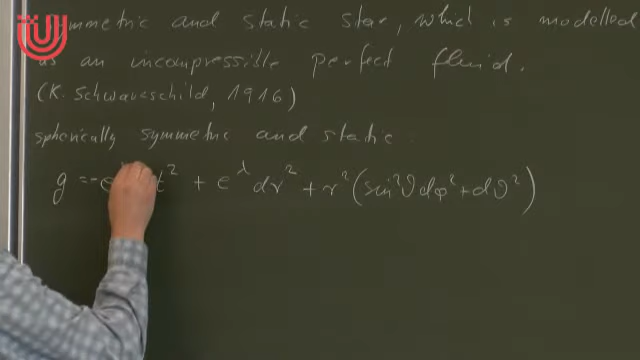 symmetric and static star, which is modelled
as an incompressible perfect fluid.
(K. Schwarzschild, 1916)
spherically symmetric and static :
g = -e t² + e^λ dr² + r² (sin²ϑ dφ² + dϑ²)